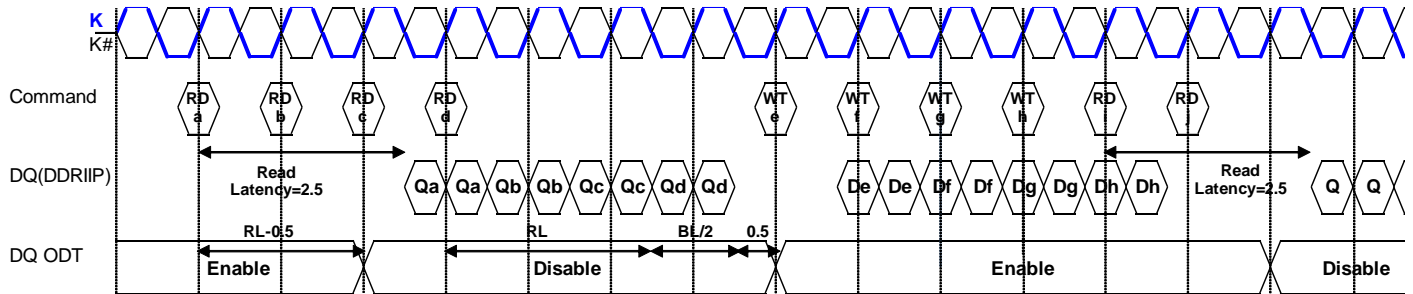 K
K#
Command
RD a
RD b
RD c
RD d
WT e
WT f
WT g
WT h
RD i
RD j
Read Latency=2.5
Read Latency=2.5
DQ(DDRIIP)
Qa Qa Qb Qb Qc Qc Qd Qd De De Df Df Dg Dg Dh Dh Q Q
RL-0.5
RL
BL/2
0.5
DQ ODT
Enable
Disable
Enable
Disable